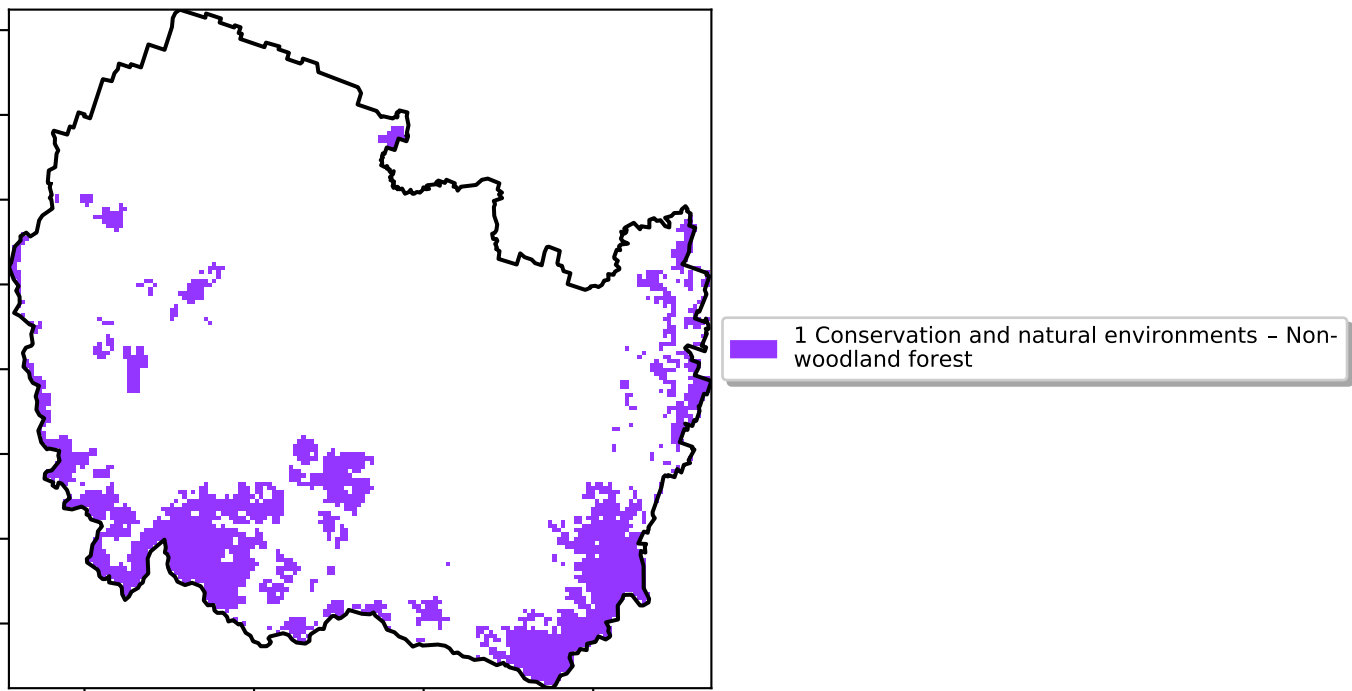 1 Conservation and natural environments – Non-
woodland forest